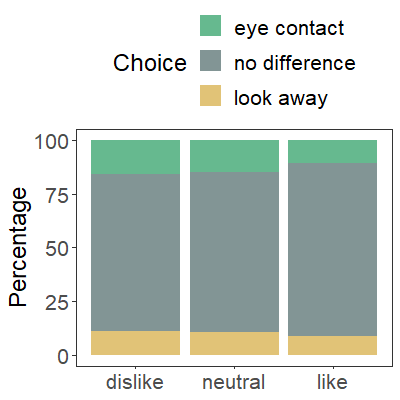 Choice
eye contact
no difference
look away
Percentage
100
75
50
25
0
dislike neutral like